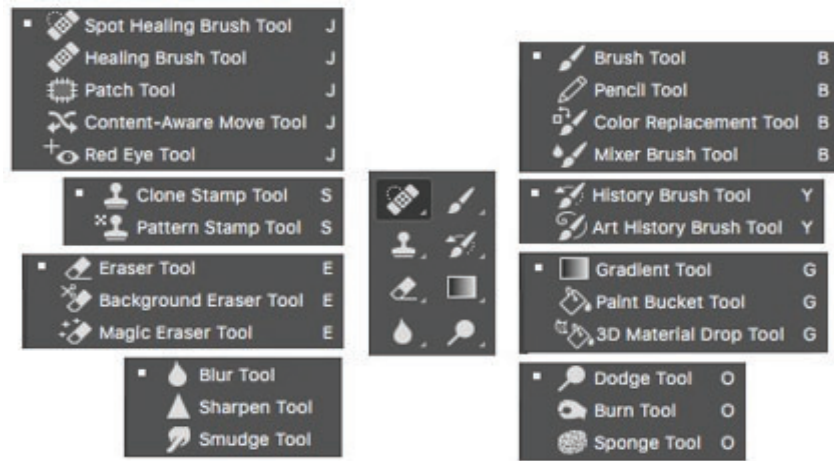 Spot Healing Brush Tool J
Healing Brush Tool J
Patch Tool J
Content-Aware Move Tool J
Red Eye Tool J
Clone Stamp Tool S
Pattern Stamp Tool S
Eraser Tool E
Background Eraser Tool E
Magic Eraser Tool E
Blur Tool
Sharpen Tool
Smudge Tool
Brush Tool B
Pencil Tool B
Color Replacement Tool B
Mixer Brush Tool B
History Brush Tool Y
Art History Brush Tool Y
Gradient Tool G
Paint Bucket Tool G
3D Material Drop Tool G
Dodge Tool O
Burn Tool O
Sponge Tool O